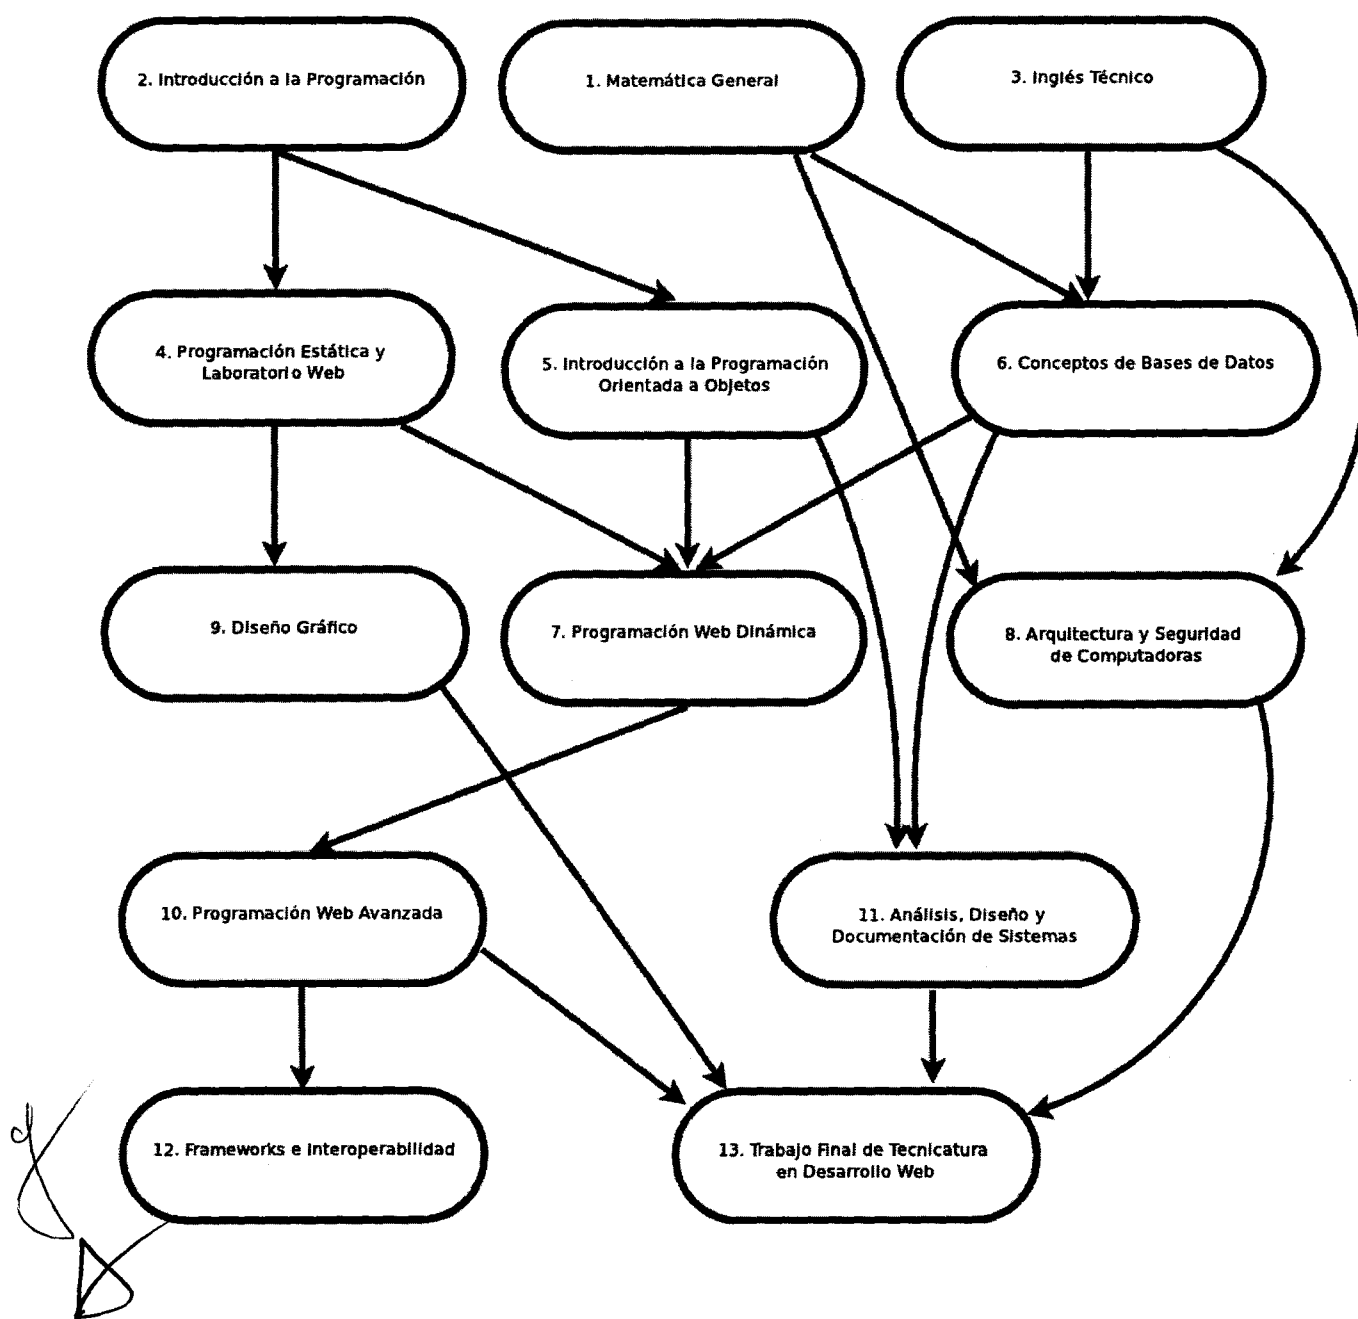 2. Introducción a la Programación
1. Matemática General
3. Inglés Técnico
4. Programación Estática y
Laboratorio Web
5. Introducción a la Programación
Orientada a Objetos
6. Conceptos de Bases de Datos
9. Diseño Gráfico
7. Programación Web Dinámica
8. Arquitectura y Seguridad
de Computadoras
10. Programación Web Avanzada
11. Análisis, Diseño y
Documentación de Sistemas
12. Frameworks e Interoperabilidad
13. Trabajo Final de Tecnicatura
en Desarrollo Web